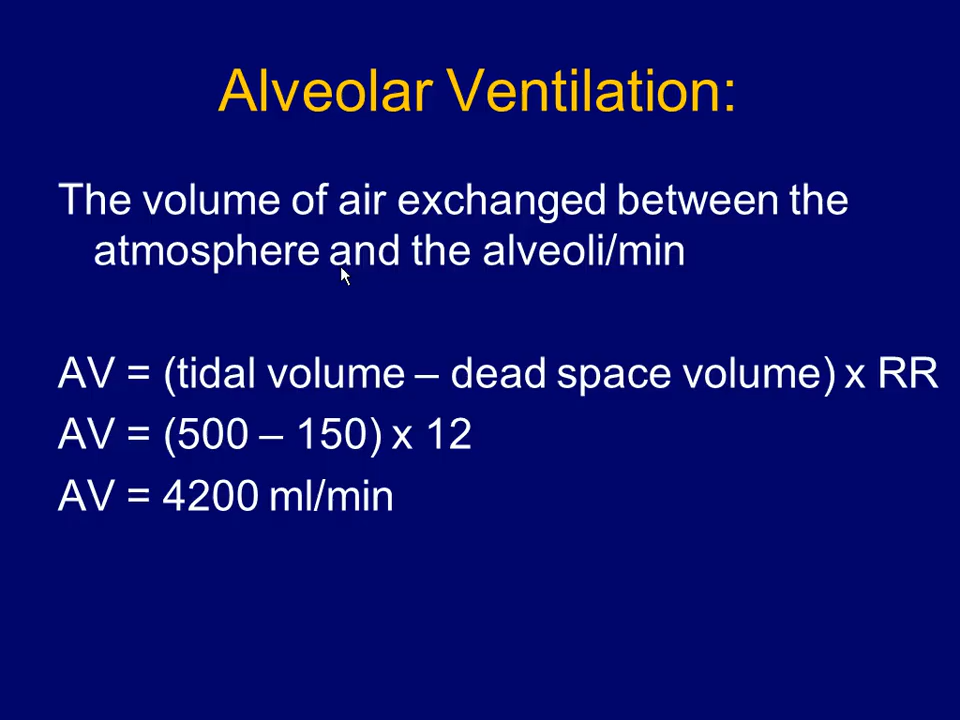 Alveolar Ventilation:
The volume of air exchanged between the
atmosphere and the alveoli/min
AV = (tidal volume – dead space volume) x RR
AV = (500 – 150) x 12
AV = 4200 ml/min